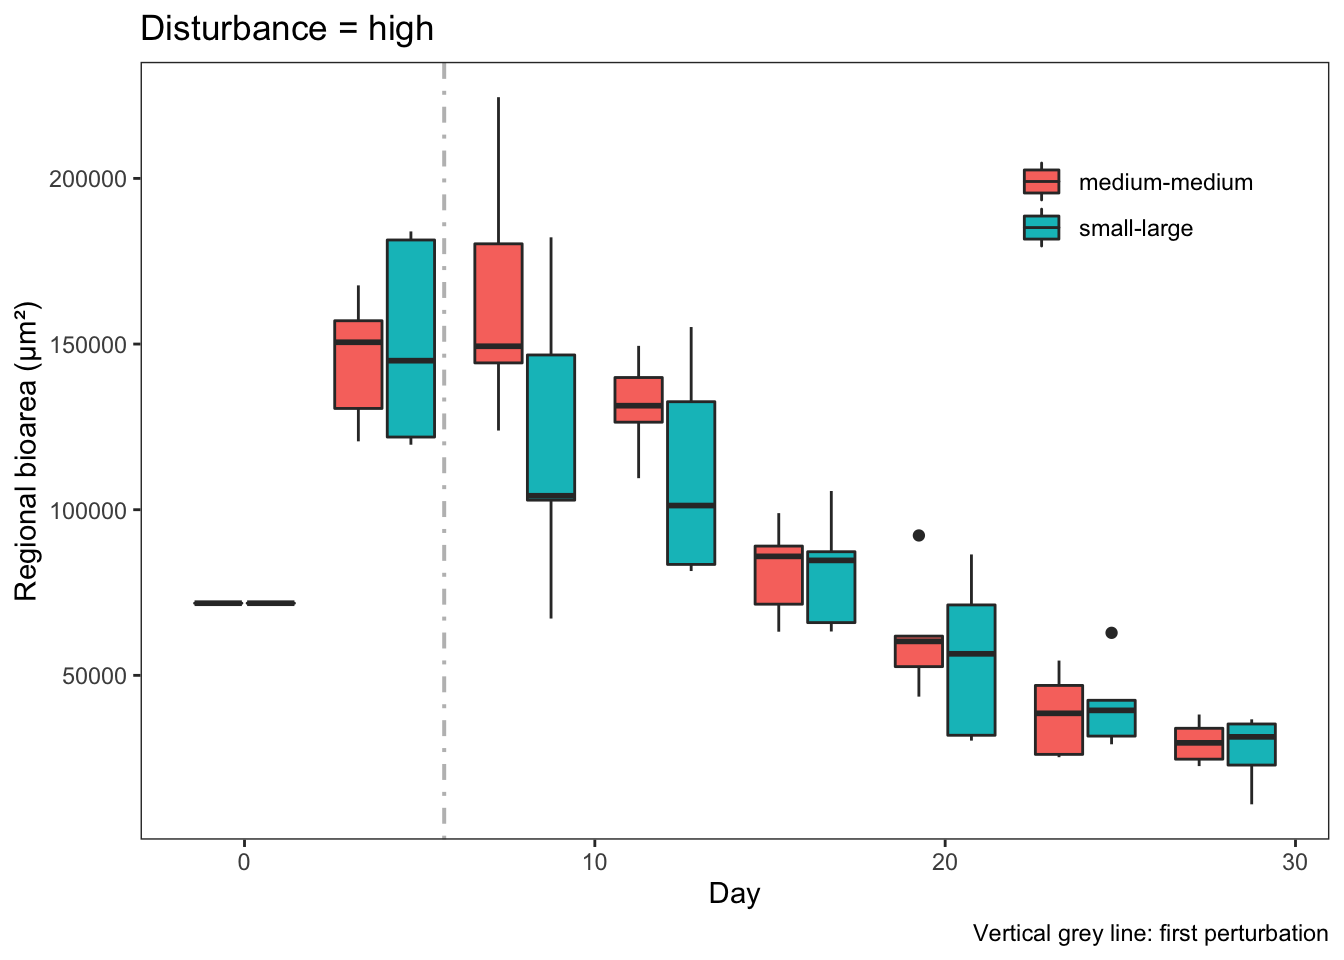 Disturbance = high
Regional bioarea (µm²)
200000
150000
100000
50000
medium-medium
small-large
0
10
20
30
Day
Vertical grey line: first perturbation